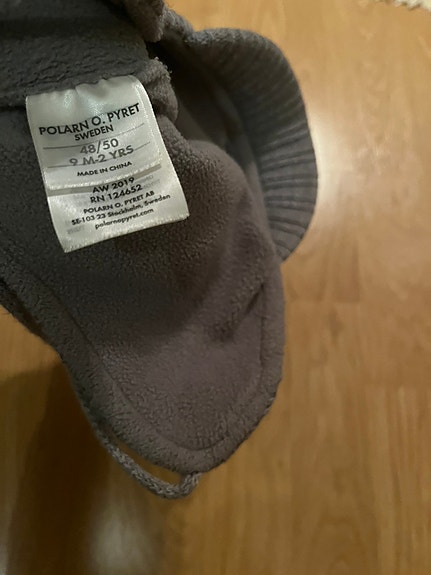 POLARN O. PYRET
SWEDEN
48/50
9 M-2 YRS
MADE IN CHINA
AW 2019
RN 124652
POLARN O. PYRET AB
SE-103 23 Stockholm, Sweden
polarnopyret.com